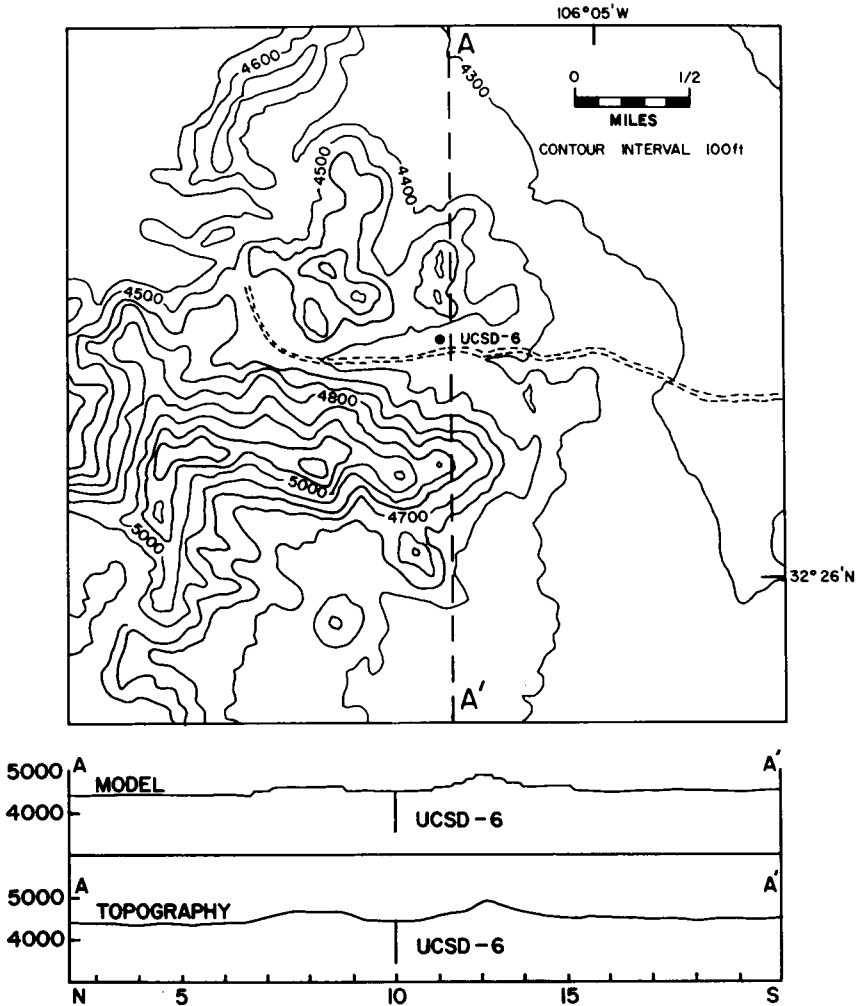 106°05'W
A
4600
4300
0 1/2
MILES
CONTOUR INTERVAL 100ft
4500
4400
4500
UCSD-6
4800
5000
4700
5000
32°26'N
A'
5000 A A'
MODEL
4000
UCSD-6
A A'
5000
TOPOGRAPHY
4000
UCSD-6
N 5 10 15 S